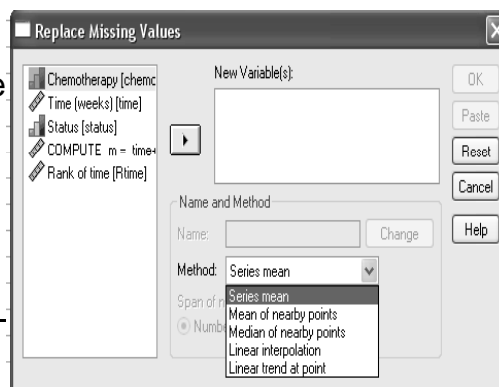 Replace Missing Values
e
Chemotherapy [chemc
Time (weeks) [time]
Status [status]
COMPUTE m = time+
Rank of time [Rtime]
New Variable(s):
OK
Paste
Reset
Cancel
Help
Name and Method
Name:
Change
Method: Series mean
Series mean
Mean of nearby points
Median of nearby points
Linear interpolation
Linear trend at point
Span of n
Numbe